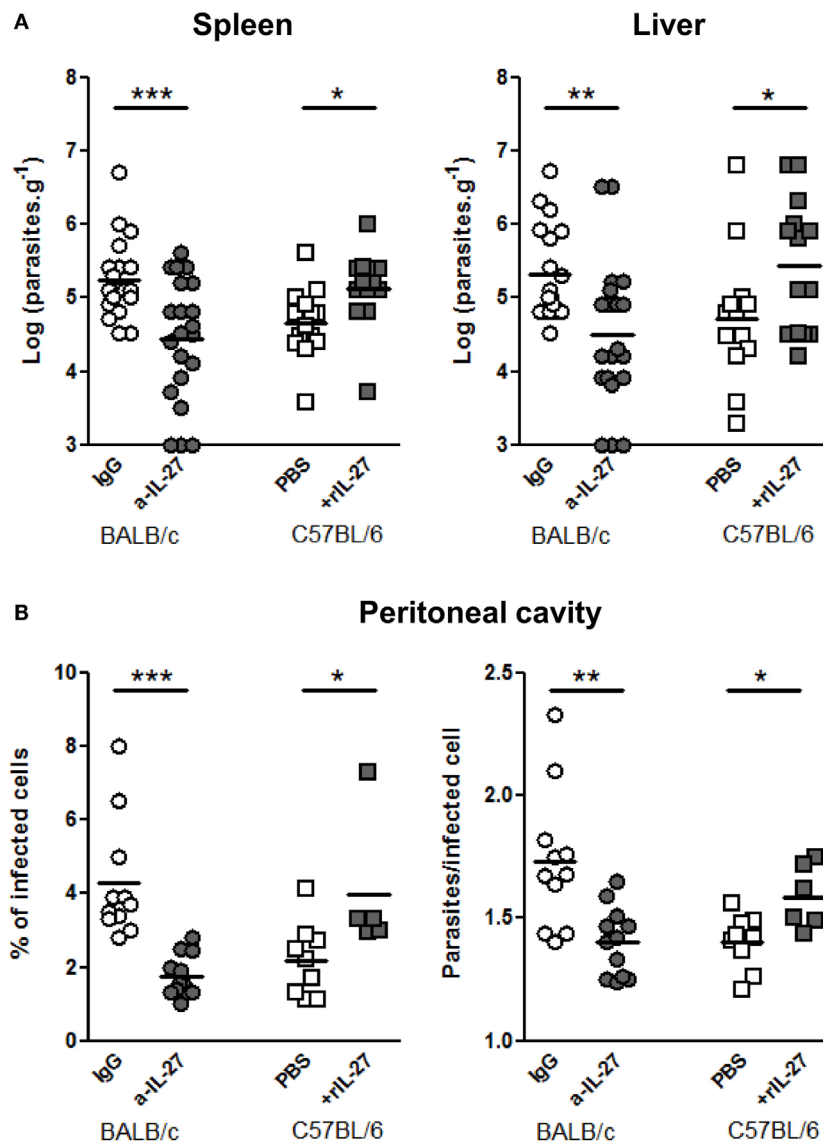 A
Spleen
Liver
8
7
6
5
4
3
Log (parasites.g-1)
***
*
IgG
a-IL-27
PBS
+rIL-27
BALB/c
C57BL/6
8
7
6
5
4
3
Log (parasites.g-1)
**
*
IgG
a-IL-27
PBS
+rIL-27
BALB/c
C57BL/6
B
Peritoneal cavity
10
8
6
4
2
0
% of infected cells
***
*
IgG
a-IL-27
PBS
+rIL-27
BALB/c
C57BL/6
2.5
2.0
1.5
1.0
Parasites/infected cell
**
*
IgG
a-IL-27
PBS
+rIL-27
BALB/c
C57BL/6